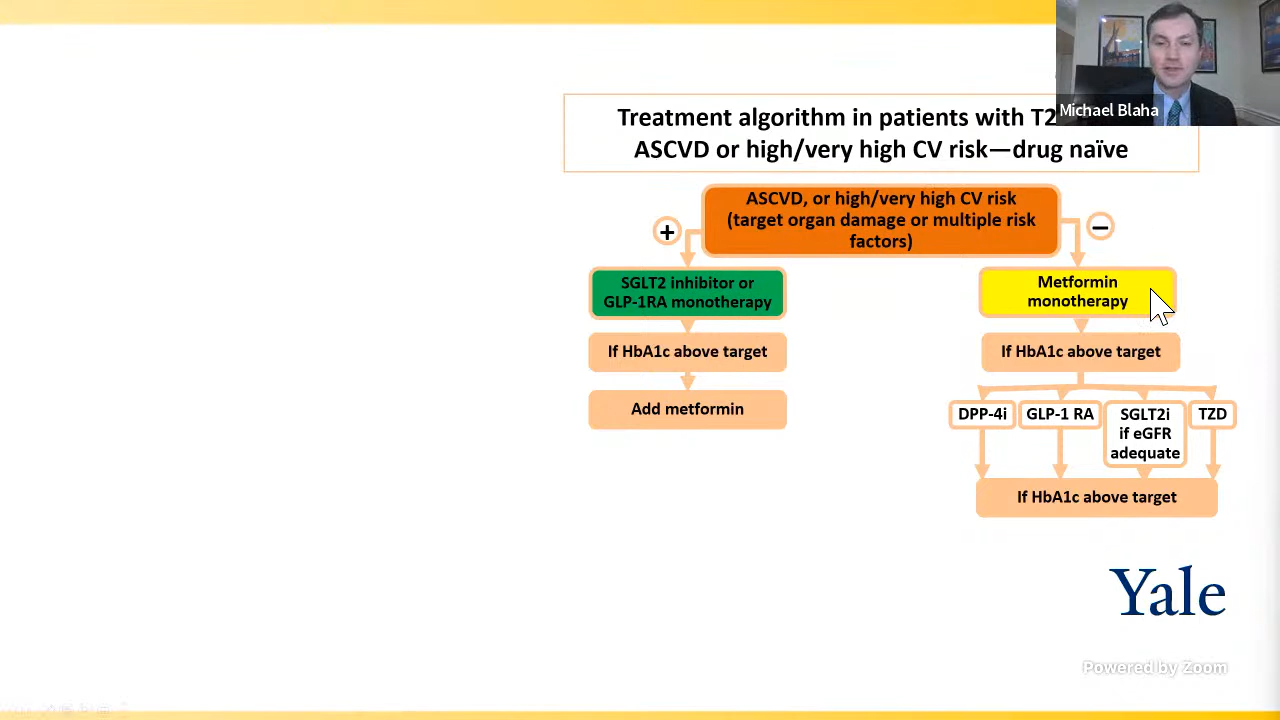 Michael Blaha
Treatment algorithm in patients with T2
ASCVD or high/very high CV risk—drug naïve
ASCVD, or high/very high CV risk
(target organ damage or multiple risk
factors)
+
−
SGLT2 inhibitor or
GLP-1RA monotherapy
Metformin
monotherapy
If HbA1c above target
If HbA1c above target
Add metformin
DPP-4i
GLP-1 RA
SGLT2i
if eGFR
adequate
TZD
If HbA1c above target
Yale
Powered by Zoom